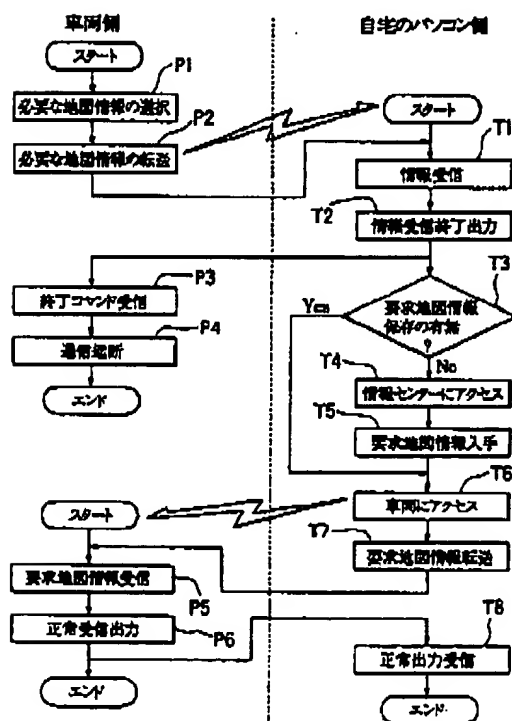 車両側
自宅のパソコン側
スタート
P1
必要な地図情報の選択
P2
必要な地図情報の転送
スタート
T1
情報受信
T2
情報受信終了出力
P3
終了コマンド受信
P4
通信遮断
エンド
T3
要求地図情報
保存の有無
?
Yes
No
T4
情報センターにアクセス
T5
要求地図情報入手
T6
車両にアクセス
T7
要求地図情報転送
スタート
要求地図情報受信
P5
正常受信出力
P6
エンド
T8
正常出力受信
エンド